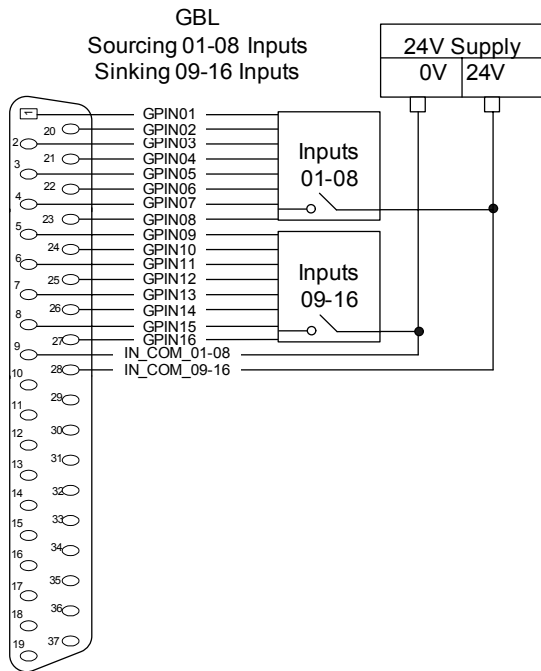 GBL
Sourcing 01-08 Inputs
Sinking 09-16 Inputs
24V Supply
0V 24V
1 GPIN01
20 GPIN02
2 GPIN03
21 GPIN04
3 GPIN05
22 GPIN06
4 GPIN07
23 GPIN08
Inputs
01-08
5 GPIN09
24 GPIN10
6 GPIN11
25 GPIN12
7 GPIN13
26 GPIN14
8 GPIN15
27 GPIN16
Inputs
09-16
9 IN_COM_01-08
28 IN_COM_09-16
10
29
11
30
12
31
13
32
14
33
15
34
16
35
17
36
18
37
19